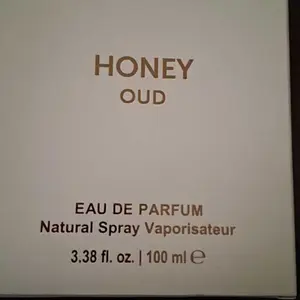 HONEY
OUD
EAU DE PARFUM
Natural Spray Vaporisateur
3.38 fl. oz. | 100 ml ℮